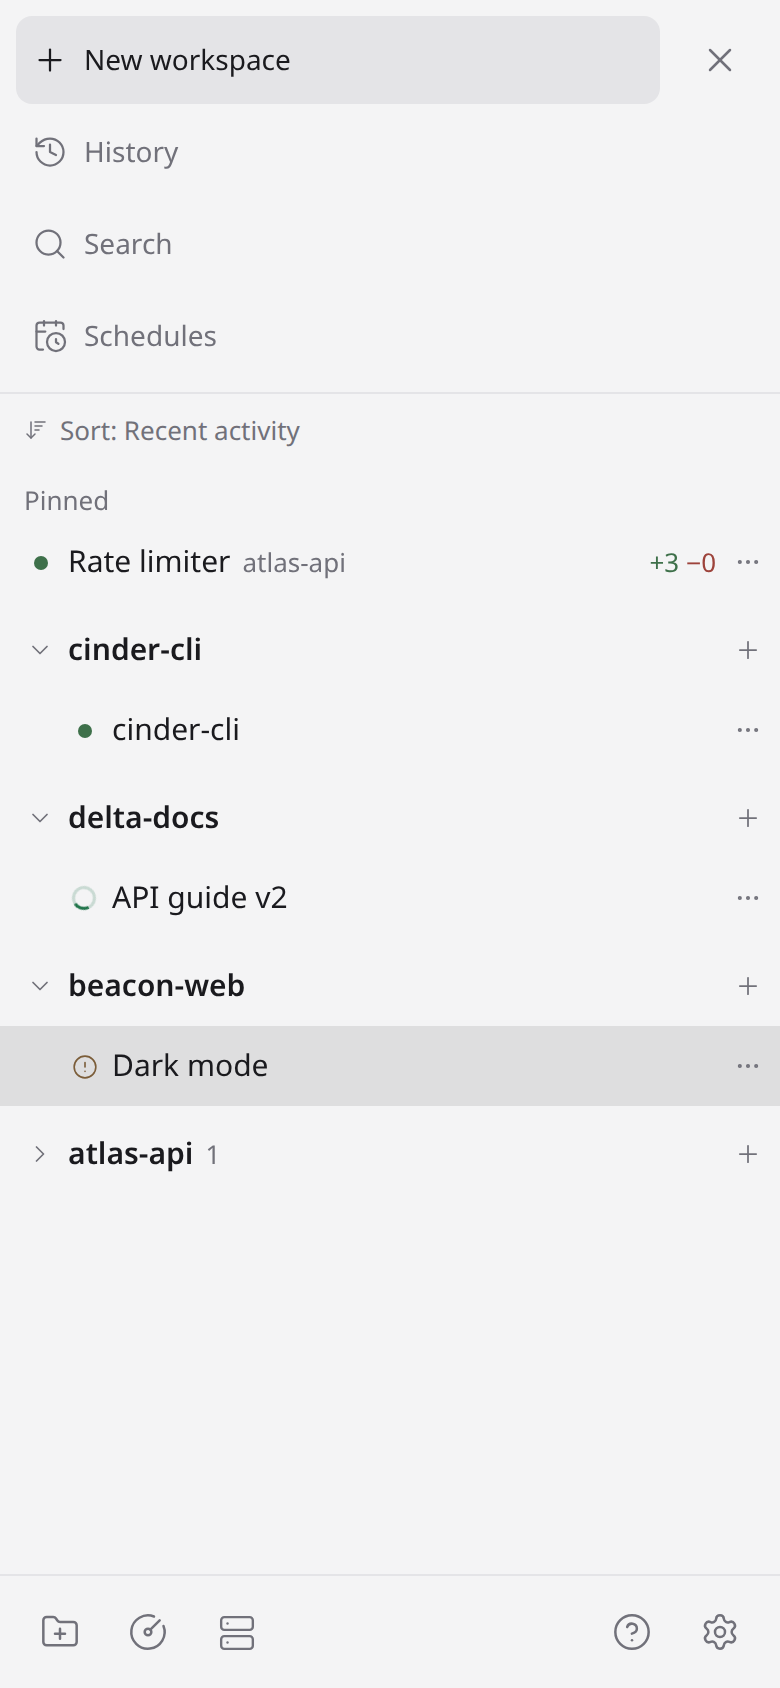 New workspace
History
Search
Schedules
Sort: Recent activity
Pinned
Rate limiter atlas-api +3 −0
cinder-cli
cinder-cli
delta-docs
API guide v2
beacon-web
Dark mode
atlas-api 1